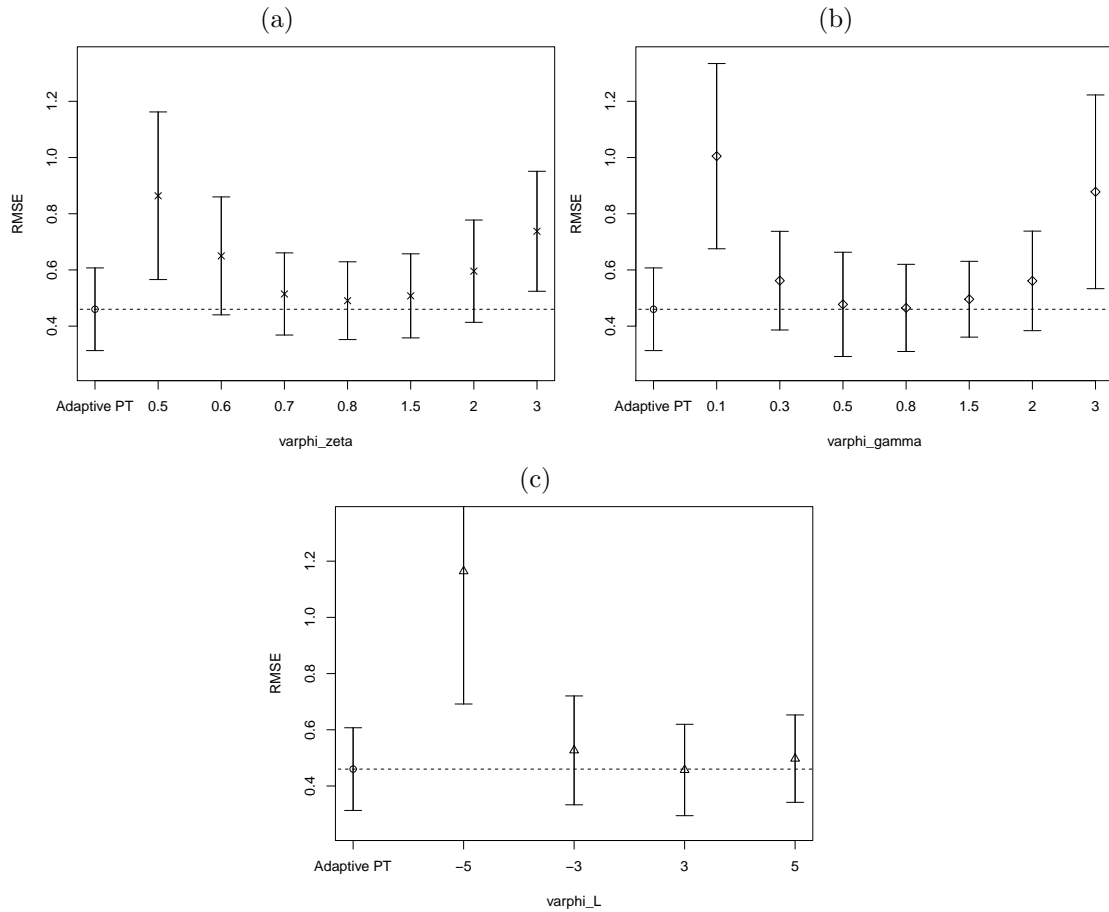 (a)
RMSE
0.4 0.6 0.8 1.0 1.2
Adaptive PT 0.5 0.6 0.7 0.8 1.5 2 3
varphi_zeta
(b)
RMSE
0.4 0.6 0.8 1.0 1.2
Adaptive PT 0.1 0.3 0.5 0.8 1.5 2 3
varphi_gamma
(c)
RMSE
0.4 0.6 0.8 1.0 1.2
Adaptive PT −5 −3 3 5
varphi_L